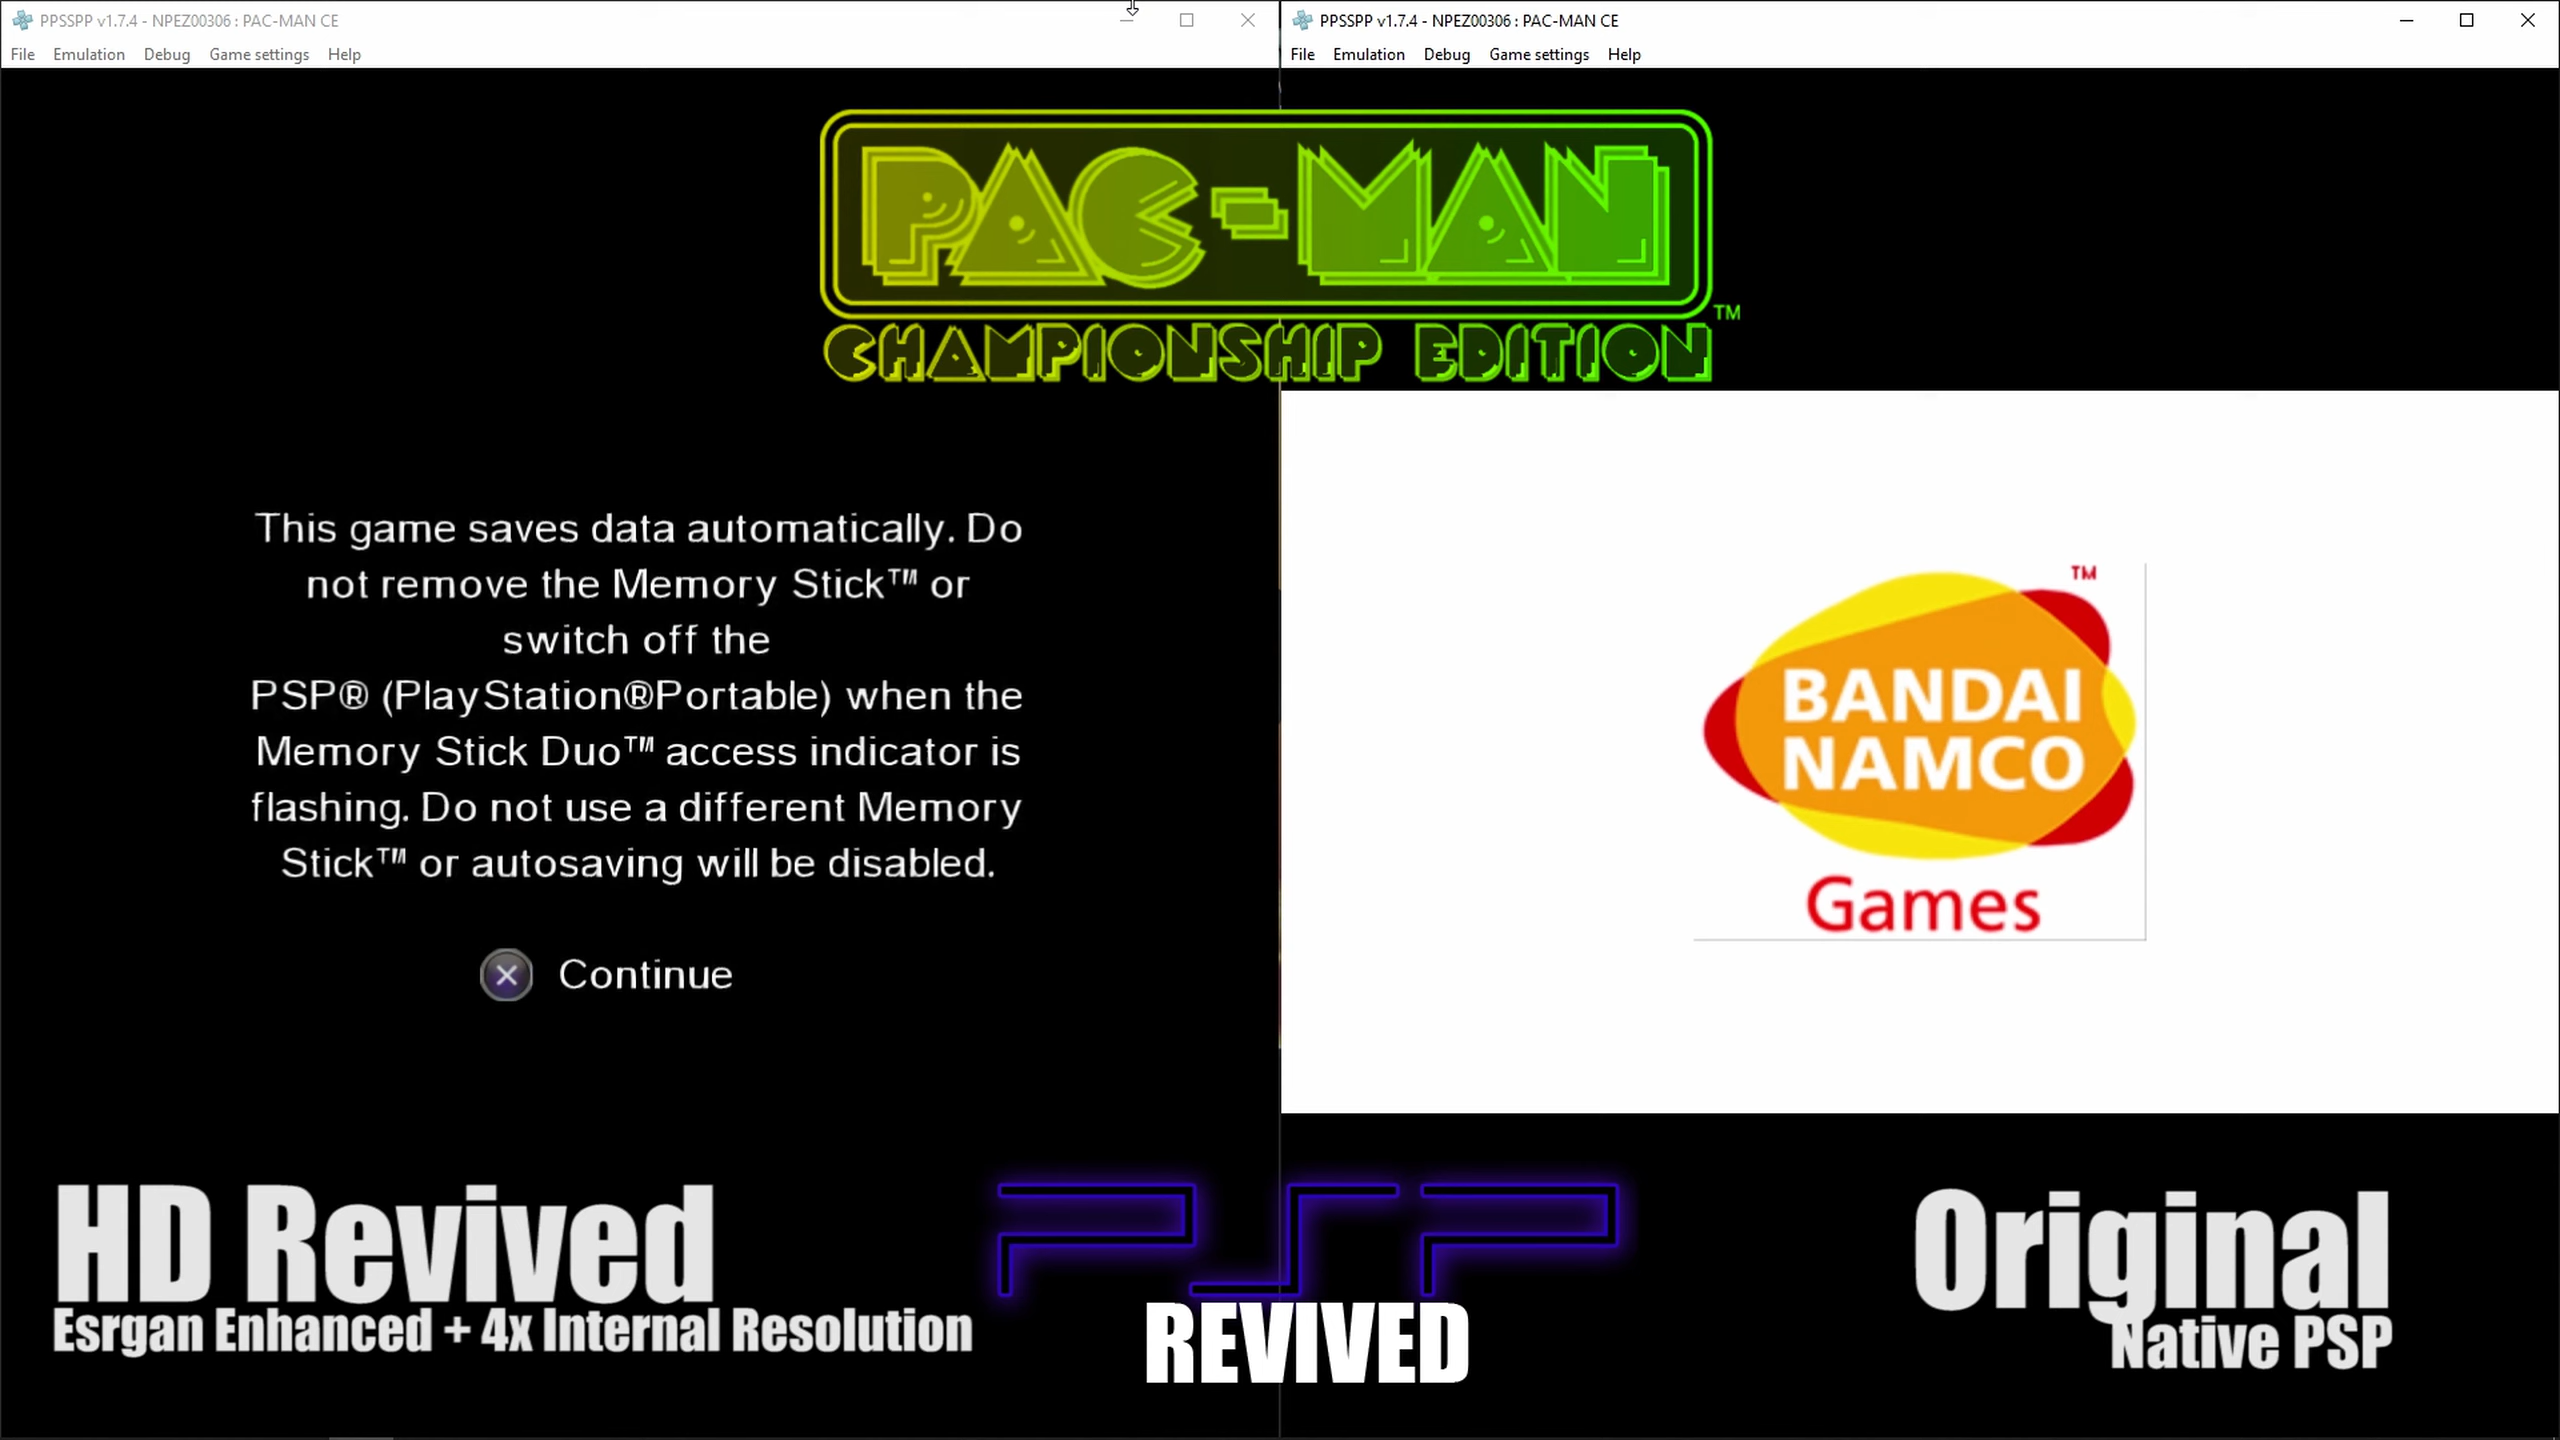 PPSSPP v1.7.4 - NPEZ00306 : PAC-MAN CE
File Emulation Debug Game settings Help
PPSSPP v1.7.4 - NPEZ00306 : PAC-MAN CE
File Emulation Debug Game settings Help
PAC-MAN
CHAMPIONSHIP EDITION™
This game saves data automatically. Do
not remove the Memory Stick™ or
switch off the
PSP® (PlayStation®Portable) when the
Memory Stick Duo™ access indicator is
flashing. Do not use a different Memory
Stick™ or autosaving will be disabled.
Continue
™
BANDAI
NAMCO
Games
HD Revived
Esrgan Enhanced + 4x Internal Resolution
PSP
REVIVED
Original
Native PSP